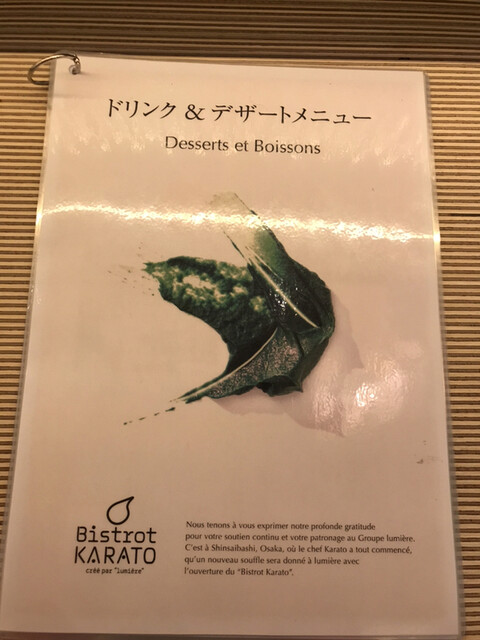 ドリンク & デザートメニュー
Desserts et Boissons
Bistrot
KARATO
créé par "lumière"
Nous tenons à vous exprimer notre profonde gratitude
pour votre soutien continu et votre patronage au Groupe lumière.
C'est à Shinsaibashi, Osaka, où le chef Karato a tout commencé,
qu'un nouveau souffle sera donné à lumière avec
l'ouverture du "Bistrot Karato".